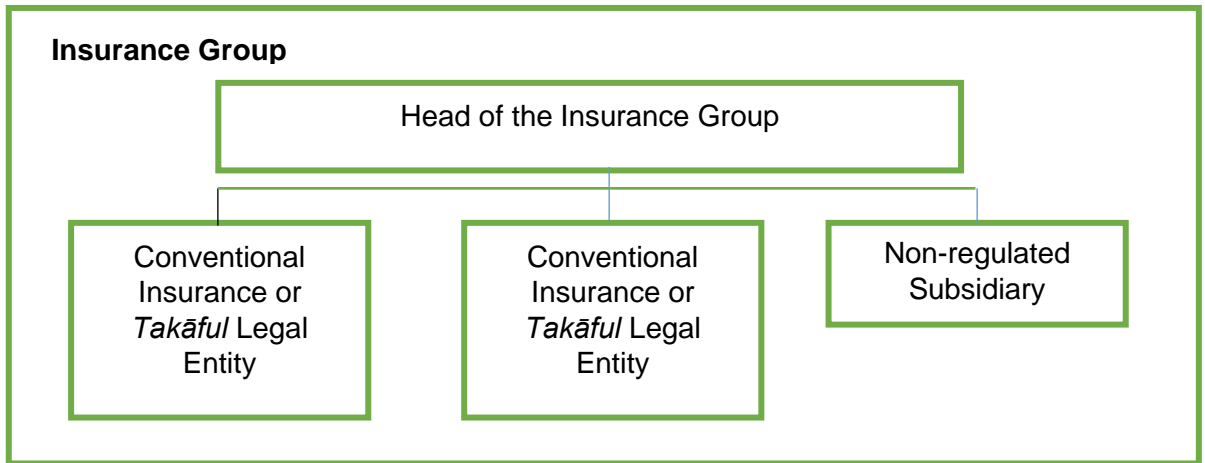 Insurance Group
Head of the Insurance Group
Conventional
Insurance or
Takāful Legal
Entity
Conventional
Insurance or
Takāful Legal
Entity
Non-regulated
Subsidiary